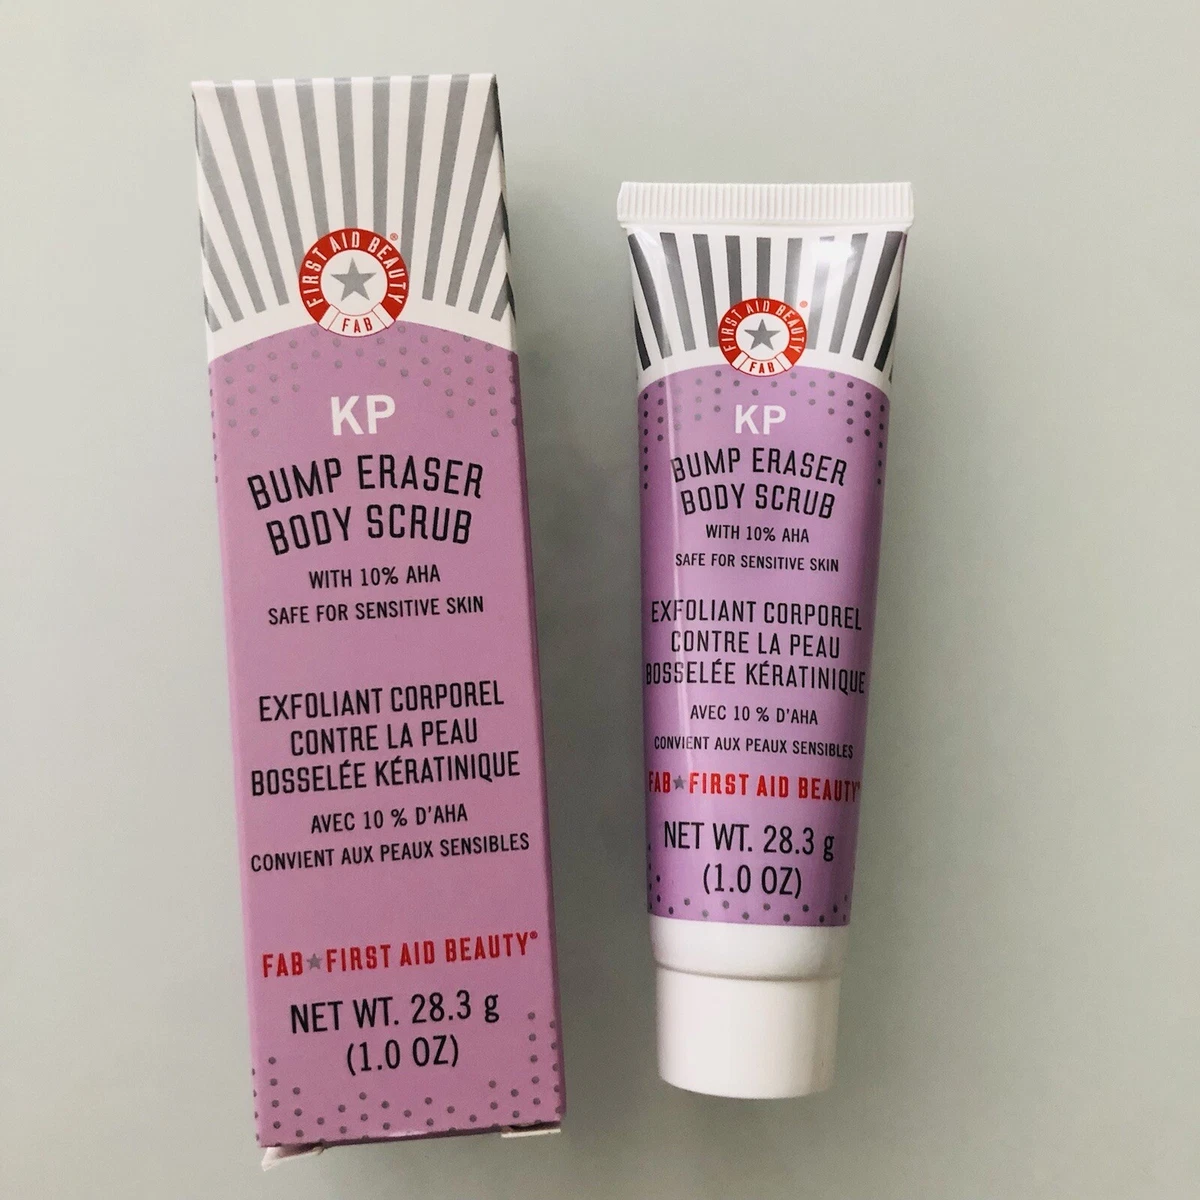 FIRST AID BEAUTY®
FAB
KP
BUMP ERASER
BODY SCRUB
WITH 10% AHA
SAFE FOR SENSITIVE SKIN
EXFOLIANT CORPOREL
CONTRE LA PEAU
BOSSELÉE KÉRATINIQUE
AVEC 10 % D'AHA
CONVIENT AUX PEAUX SENSIBLES
FAB★FIRST AID BEAUTY®
NET WT. 28.3 g
(1.0 OZ)
FIRST AID BEAUTY®
FAB
KP
BUMP ERASER
BODY SCRUB
WITH 10% AHA
SAFE FOR SENSITIVE SKIN
EXFOLIANT CORPOREL
CONTRE LA PEAU
BOSSELÉE KÉRATINIQUE
AVEC 10 % D'AHA
CONVIENT AUX PEAUX SENSIBLES
FAB★FIRST AID BEAUTY®
NET WT. 28.3 g
(1.0 OZ)